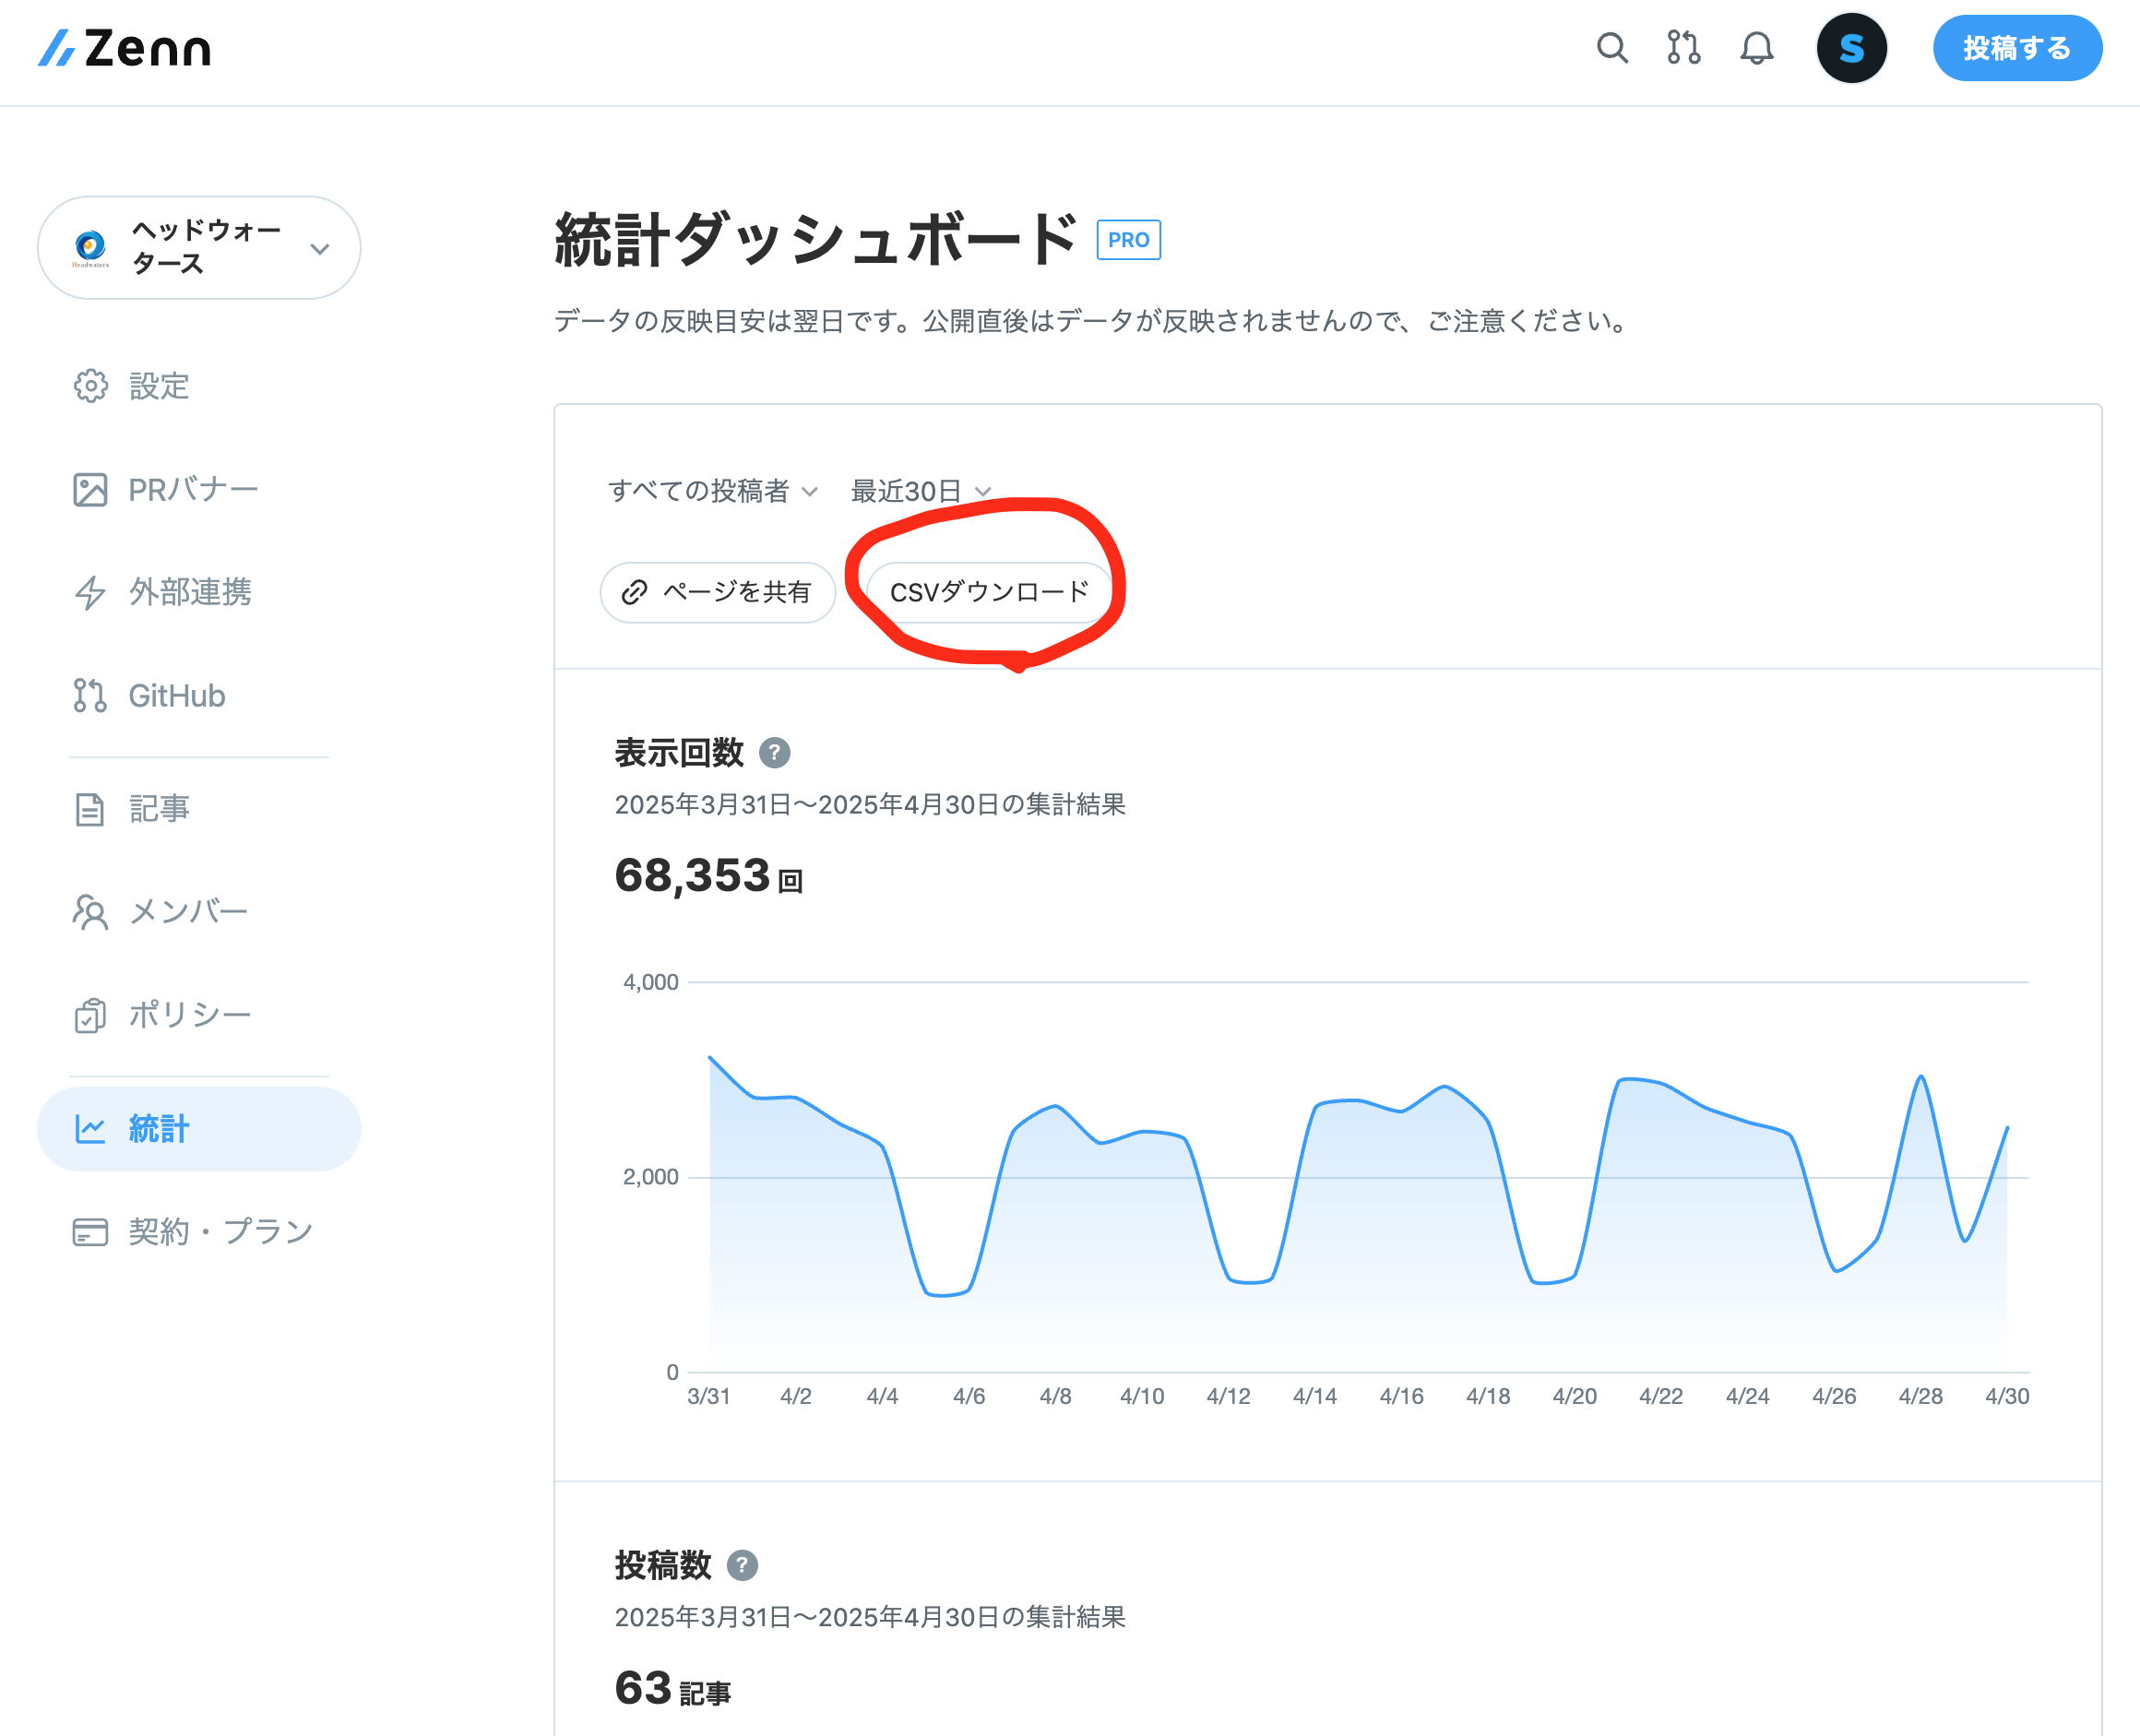 Zenn
S
投稿する
ヘッドウォー
タース
Headwaters
設定
PRバナー
外部連携
GitHub
記事
メンバー
ポリシー
統計
契約・プラン
統計ダッシュボード PRO
データの反映目安は翌日です。公開直後はデータが反映されませんので、ご注意ください。
すべての投稿者 最近30日
ページを共有 CSVダウンロード
表示回数 ?
2025年3月31日〜2025年4月30日の集計結果
68,353 回
4,000
2,000
0
3/31 4/2 4/4 4/6 4/8 4/10 4/12 4/14 4/16 4/18 4/20 4/22 4/24 4/26 4/28 4/30
投稿数 ?
2025年3月31日〜2025年4月30日の集計結果
63 記事